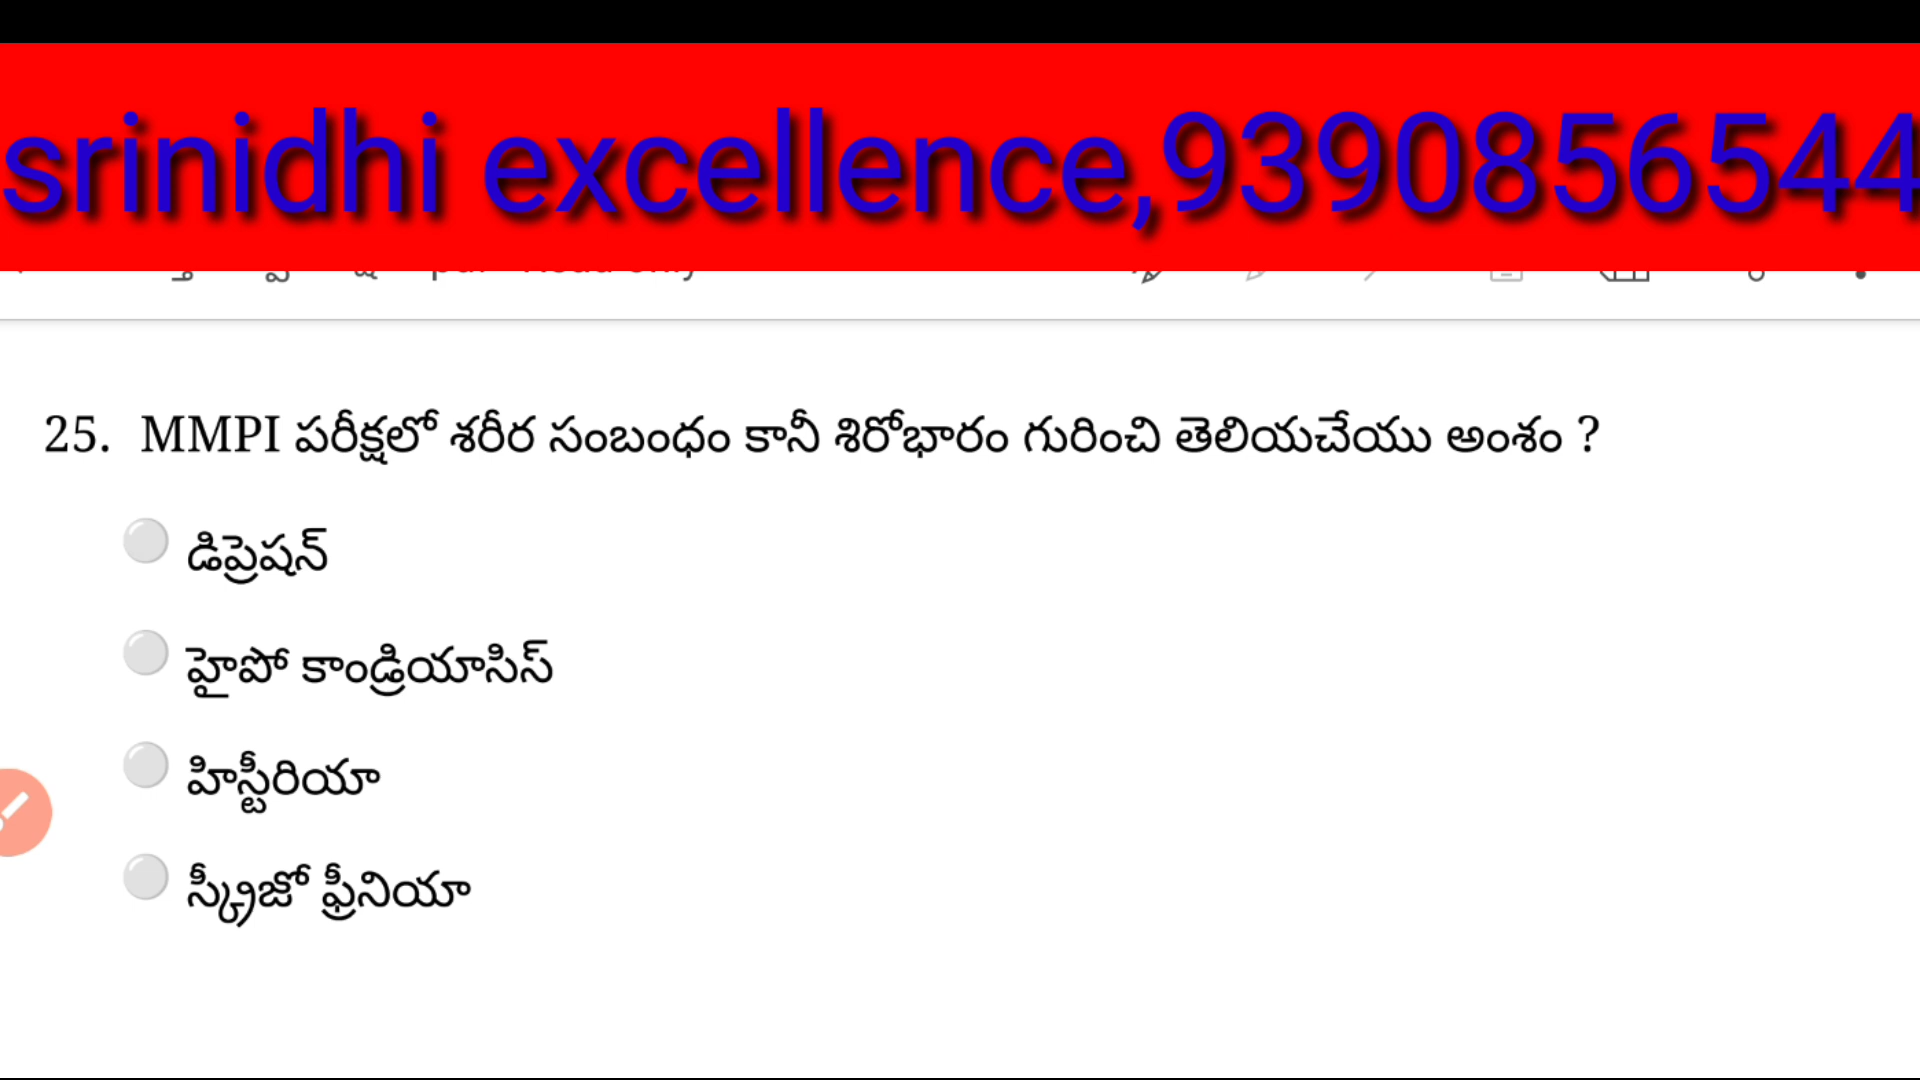 srinidhi excellence,9390856544
25. MMPI పరీక్షలో శరీర సంబంధం కానీ శిరోభారం గురించి తెలియచేయు అంశం ?
డిప్రెషన్
హైపో కాండ్రియాసిస్
హిస్టీరియా
స్క్రీజో ఫ్రీనియా